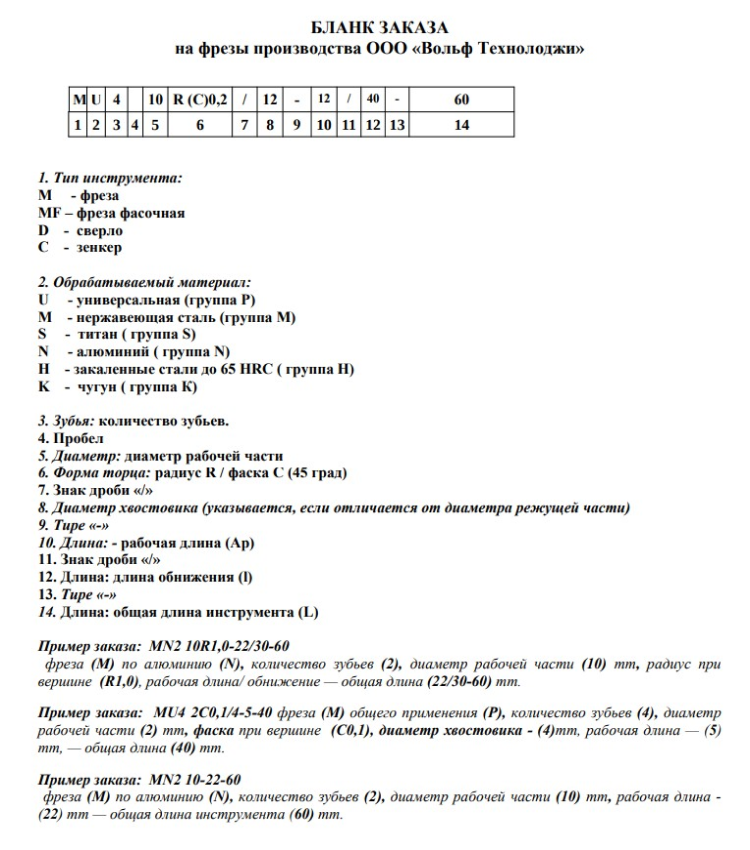 БЛАНК ЗАКАЗА
на фрезы производства ООО «Вольф Технолоджи»
M U 4 10 R (C)0,2 / 12 - 12 / 40 - 60
1 2 3 4 5 6 7 8 9 10 11 12 13 14
1. Тип инструмента:
M - фреза
MF – фреза фасочная
D - сверло
C - зенкер
2. Обрабатываемый материал:
U - универсальная (группа P)
M - нержавеющая сталь (группа M)
S - титан ( группа S)
N - алюминий ( группа N)
H - закаленные стали до 65 HRC ( группа H)
K - чугун ( группа K)
3. Зубья: количество зубьев.
4. Пробел
5. Диаметр: диаметр рабочей части
6. Форма торца: радиус R / фаска C (45 град)
7. Знак дроби «/»
8. Диаметр хвостовика (указывается, если отличается от диаметра режущей части)
9. Тире «-»
10. Длина: - рабочая длина (Ap)
11. Знак дроби «/»
12. Длина: длина обнижения (l)
13. Тире «-»
14. Длина: общая длина инструмента (L)
Пример заказа: MN2 10R1,0-22/30-60
фреза (M) по алюминию (N), количество зубьев (2), диаметр рабочей части (10) mm, радиус при
вершине (R1,0), рабочая длина/ обнижение — общая длина (22/30-60) mm.
Пример заказа: MU4 2C0,1/4-5-40 фреза (M) общего применения (P), количество зубьев (4), диаметр
рабочей части (2) mm, фаска при вершине (C0,1), диаметр хвостовика - (4)mm, рабочая длина — (5)
mm, — общая длина (40) mm.
Пример заказа: MN2 10-22-60
фреза (M) по алюминию (N), количество зубьев (2), диаметр рабочей части (10) mm, рабочая длина -
(22) mm — общая длина инструмента (60) mm.